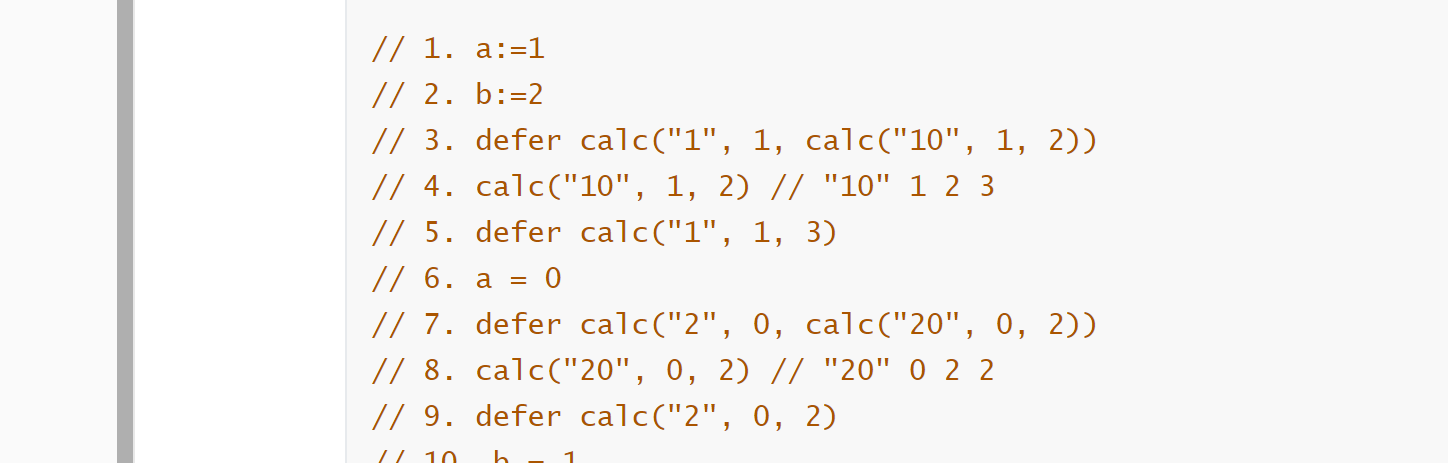 // 1. a:=1
// 2. b:=2
// 3. defer calc("1", 1, calc("10", 1, 2))
// 4. calc("10", 1, 2) // "10" 1 2 3
// 5. defer calc("1", 1, 3)
// 6. a = 0
// 7. defer calc("2", 0, calc("20", 0, 2))
// 8. calc("20", 0, 2) // "20" 0 2 2
// 9. defer calc("2", 0, 2)
// 10. b = 1